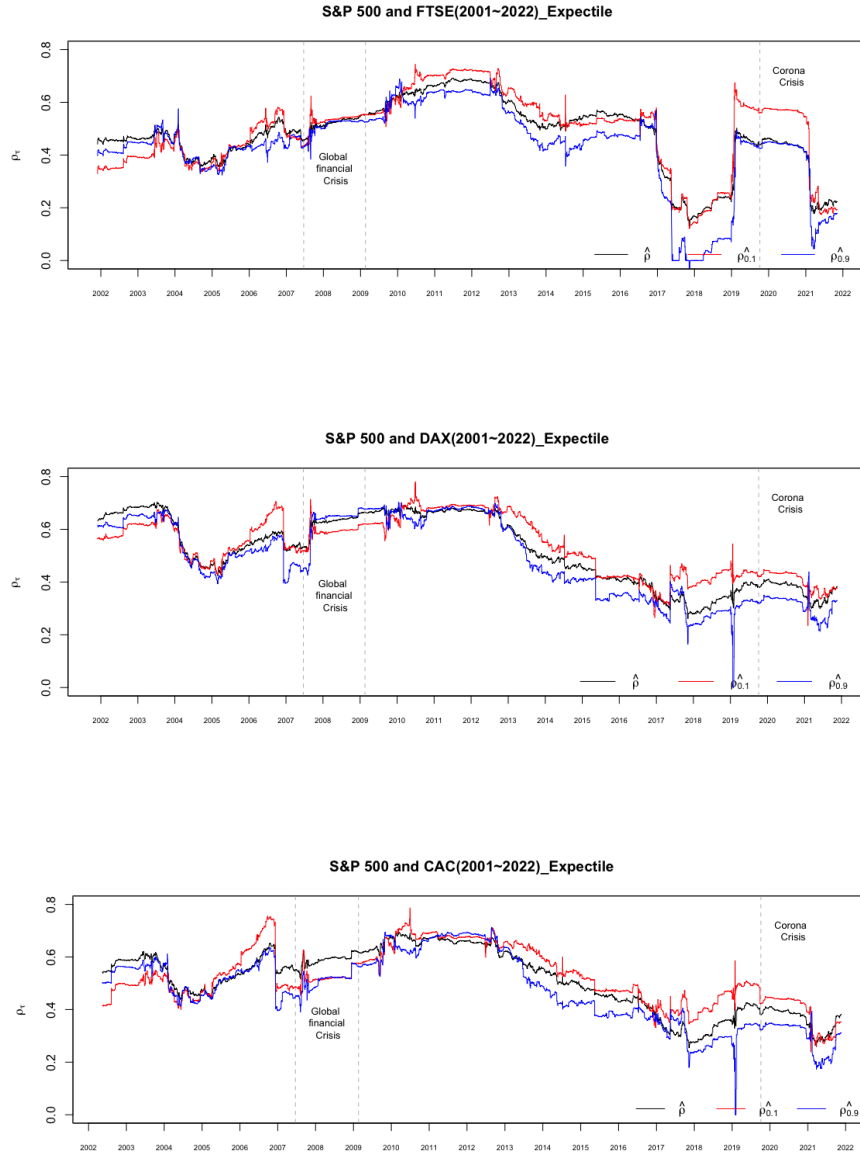 S&P 500 and FTSE(2001~2022)_Expectile
0.8
0.6
0.4
0.2
0.0
ρτ
Corona
Crisis
Global
financial
Crisis
ρ̂ ρ̂0.1 ρ̂0.9
2002 2003 2004 2005 2006 2007 2008 2009 2010 2011 2012 2013 2014 2015 2016 2017 2018 2019 2020 2021 2022
S&P 500 and DAX(2001~2022)_Expectile
0.8
0.6
0.4
0.2
0.0
ρτ
Corona
Crisis
Global
financial
Crisis
ρ̂ ρ̂0.1 ρ̂0.9
2002 2003 2004 2005 2006 2007 2008 2009 2010 2011 2012 2013 2014 2015 2016 2017 2018 2019 2020 2021 2022
S&P 500 and CAC(2001~2022)_Expectile
0.8
0.6
0.4
0.2
0.0
ρτ
Corona
Crisis
Global
financial
Crisis
ρ̂ ρ̂0.1 ρ̂0.9
2002 2003 2004 2005 2006 2007 2008 2009 2010 2011 2012 2013 2014 2015 2016 2017 2018 2019 2020 2021 2022